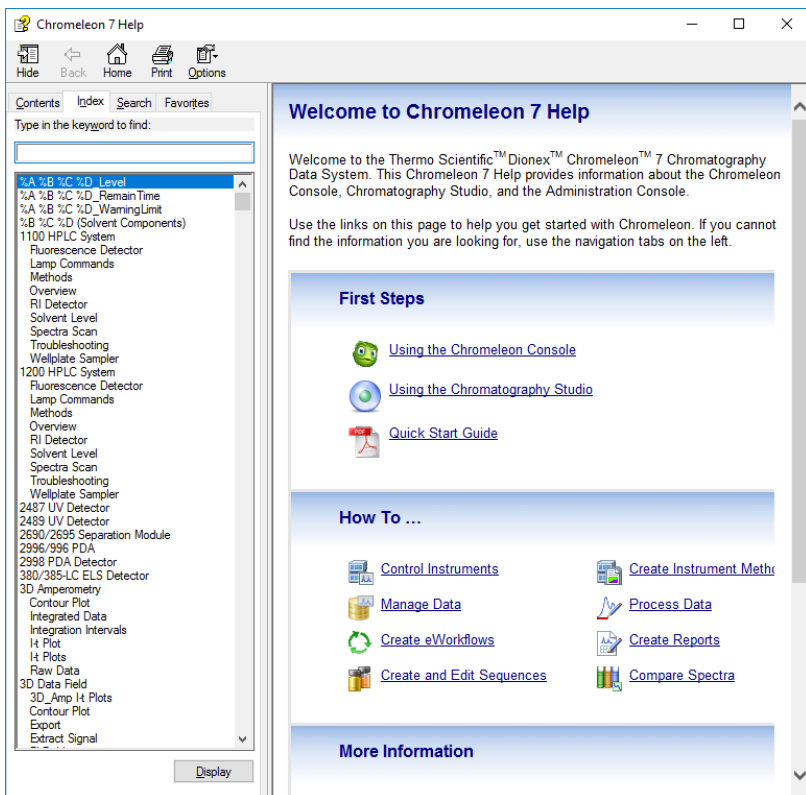 Chromeleon 7 Help
Hide Back Home Print Options
Contents Index Search Favorites
Type in the keyword to find:
%A %B %C %D_Level
%A %B %C %D_RemainTime
%A %B %C %D_WarningLimit
%B %C %D (Solvent Components)
1100 HPLC System
Fluorescence Detector
Lamp Commands
Methods
Overview
RI Detector
Solvent Level
Spectra Scan
Troubleshooting
Wellplate Sampler
1200 HPLC System
Fluorescence Detector
Lamp Commands
Methods
Overview
RI Detector
Solvent Level
Spectra Scan
Troubleshooting
Wellplate Sampler
2487 UV Detector
2489 UV Detector
2690/2695 Separation Module
2996/996 PDA
2998 PDA Detector
380/385-LC ELS Detector
3D Amperometry
Contour Plot
Integrated Data
Integration Intervals
I-t Plot
I-t Plots
Raw Data
3D Data Field
3D_Amp I-t Plots
Contour Plot
Export
Extract Signal
Display
Welcome to Chromeleon 7 Help
Welcome to the Thermo Scientific™ Dionex™ Chromeleon™ 7 Chromatography
Data System. This Chromeleon 7 Help provides information about the Chromeleon
Console, Chromatography Studio, and the Administration Console.
Use the links on this page to help you get started with Chromeleon. If you cannot
find the information you are looking for, use the navigation tabs on the left.
First Steps
Using the Chromeleon Console
Using the Chromatography Studio
PDF
Quick Start Guide
How To ...
Control Instruments
Create Instrument Metho
Manage Data
Process Data
Create eWorkflows
Create Reports
Create and Edit Sequences
Compare Spectra
More Information